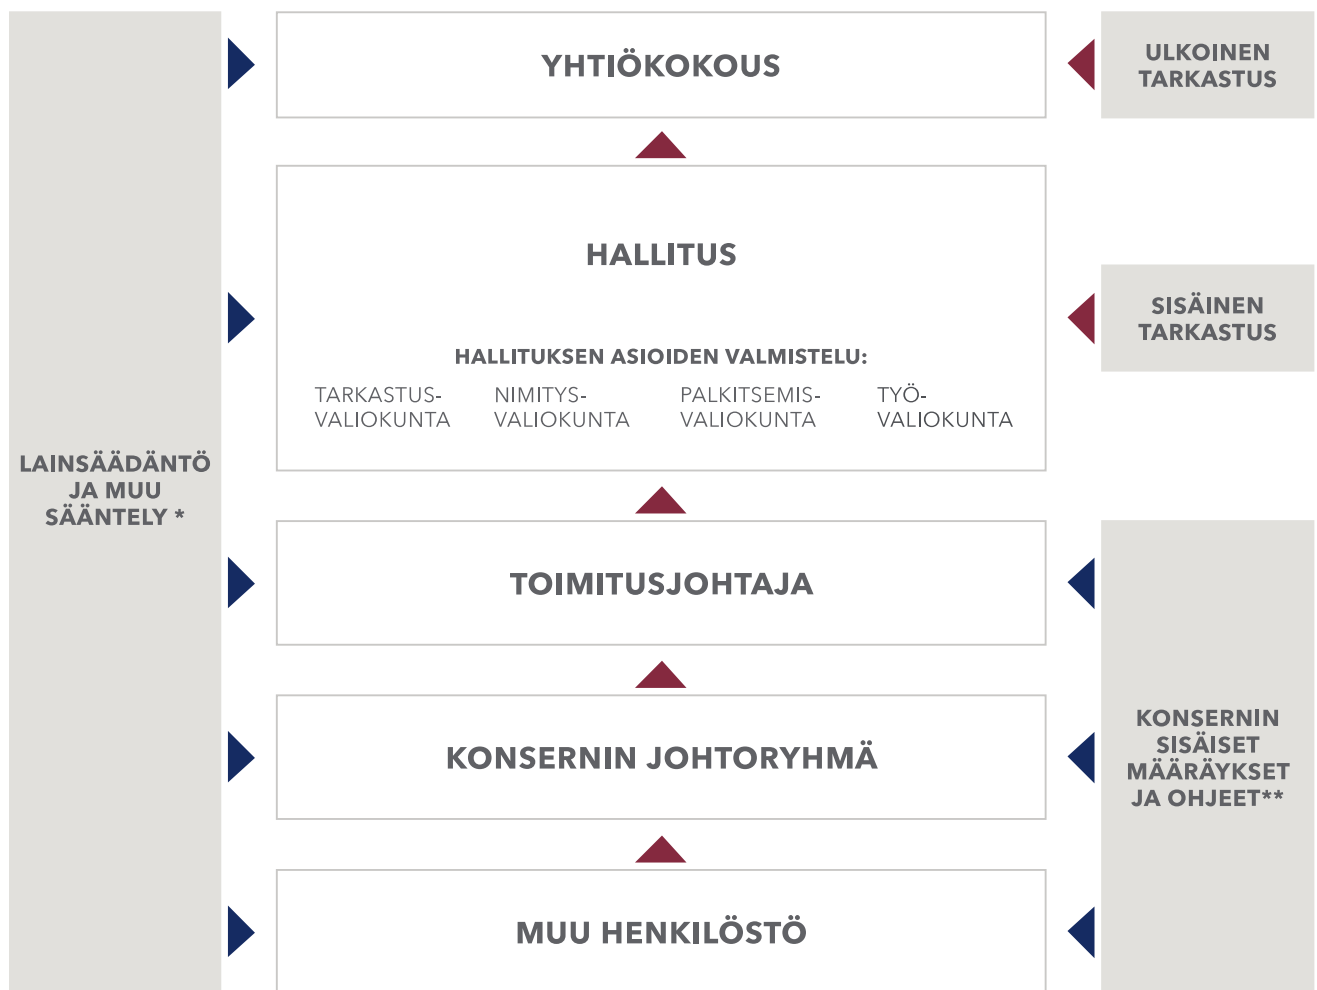 YHTIÖKOKOUS
ULKOINEN
TARKASTUS
HALLITUS
HALLITUKSEN ASIOIDEN VALMISTELU:
TARKASTUS-
VALIOKUNTA
NIMITYS-
VALIOKUNTA
PALKITSEMIS-
VALIOKUNTA
TYÖ-
VALIOKUNTA
SISÄINEN
TARKASTUS
LAINSÄÄDÄNTÖ
JA MUU
SÄÄNTELY *
TOIMITUSJOHTAJA
KONSERNIN JOHTORYHMÄ
KONSERNIN
SISÄISET
MÄÄRÄYKSET
JA OHJEET**
MUU HENKILÖSTÖ